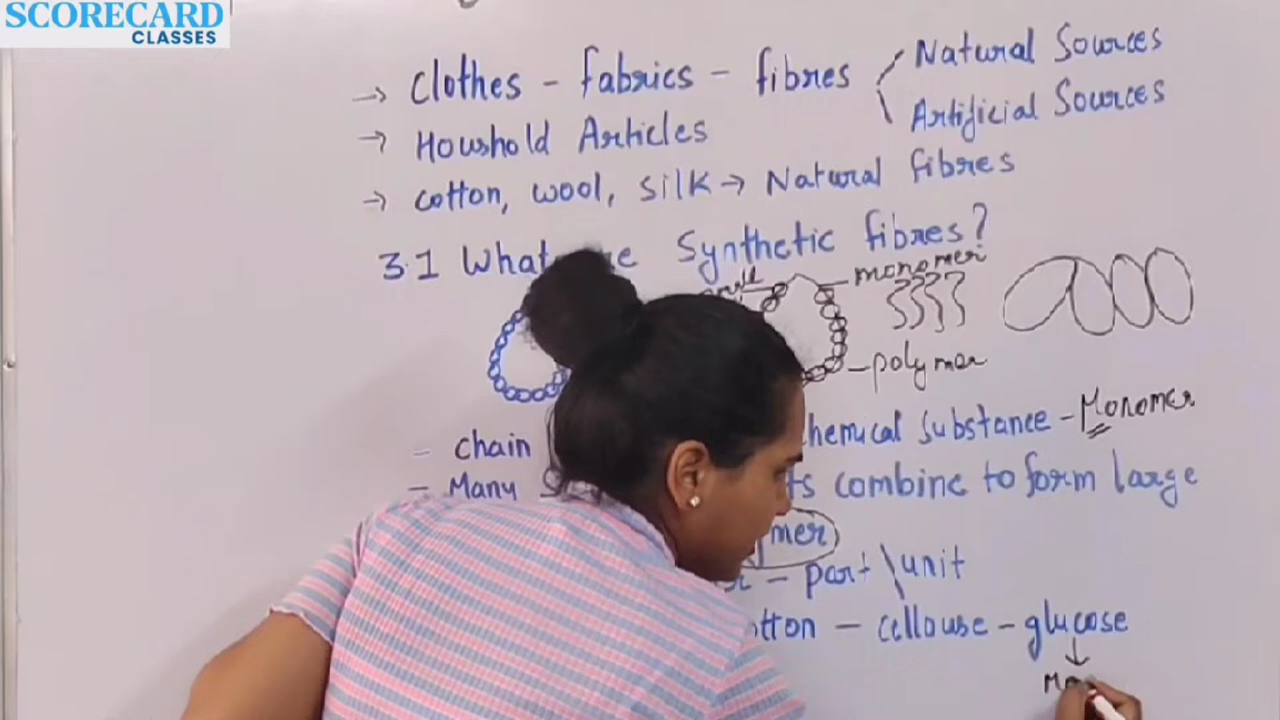 SCORECARD
CLASSES
→ Clothes - fabrics - fibres
Natural Sources
Artificial Sources
→ Houshold Articles
→ cotton, wool, silk → Natural fibres
3.1 What Synthetic fibres?
monomer
polymer
- Chain chemical substance - Monomer
- Many combine to form large
- part \ unit
cotton - cellouse - glucose
↓